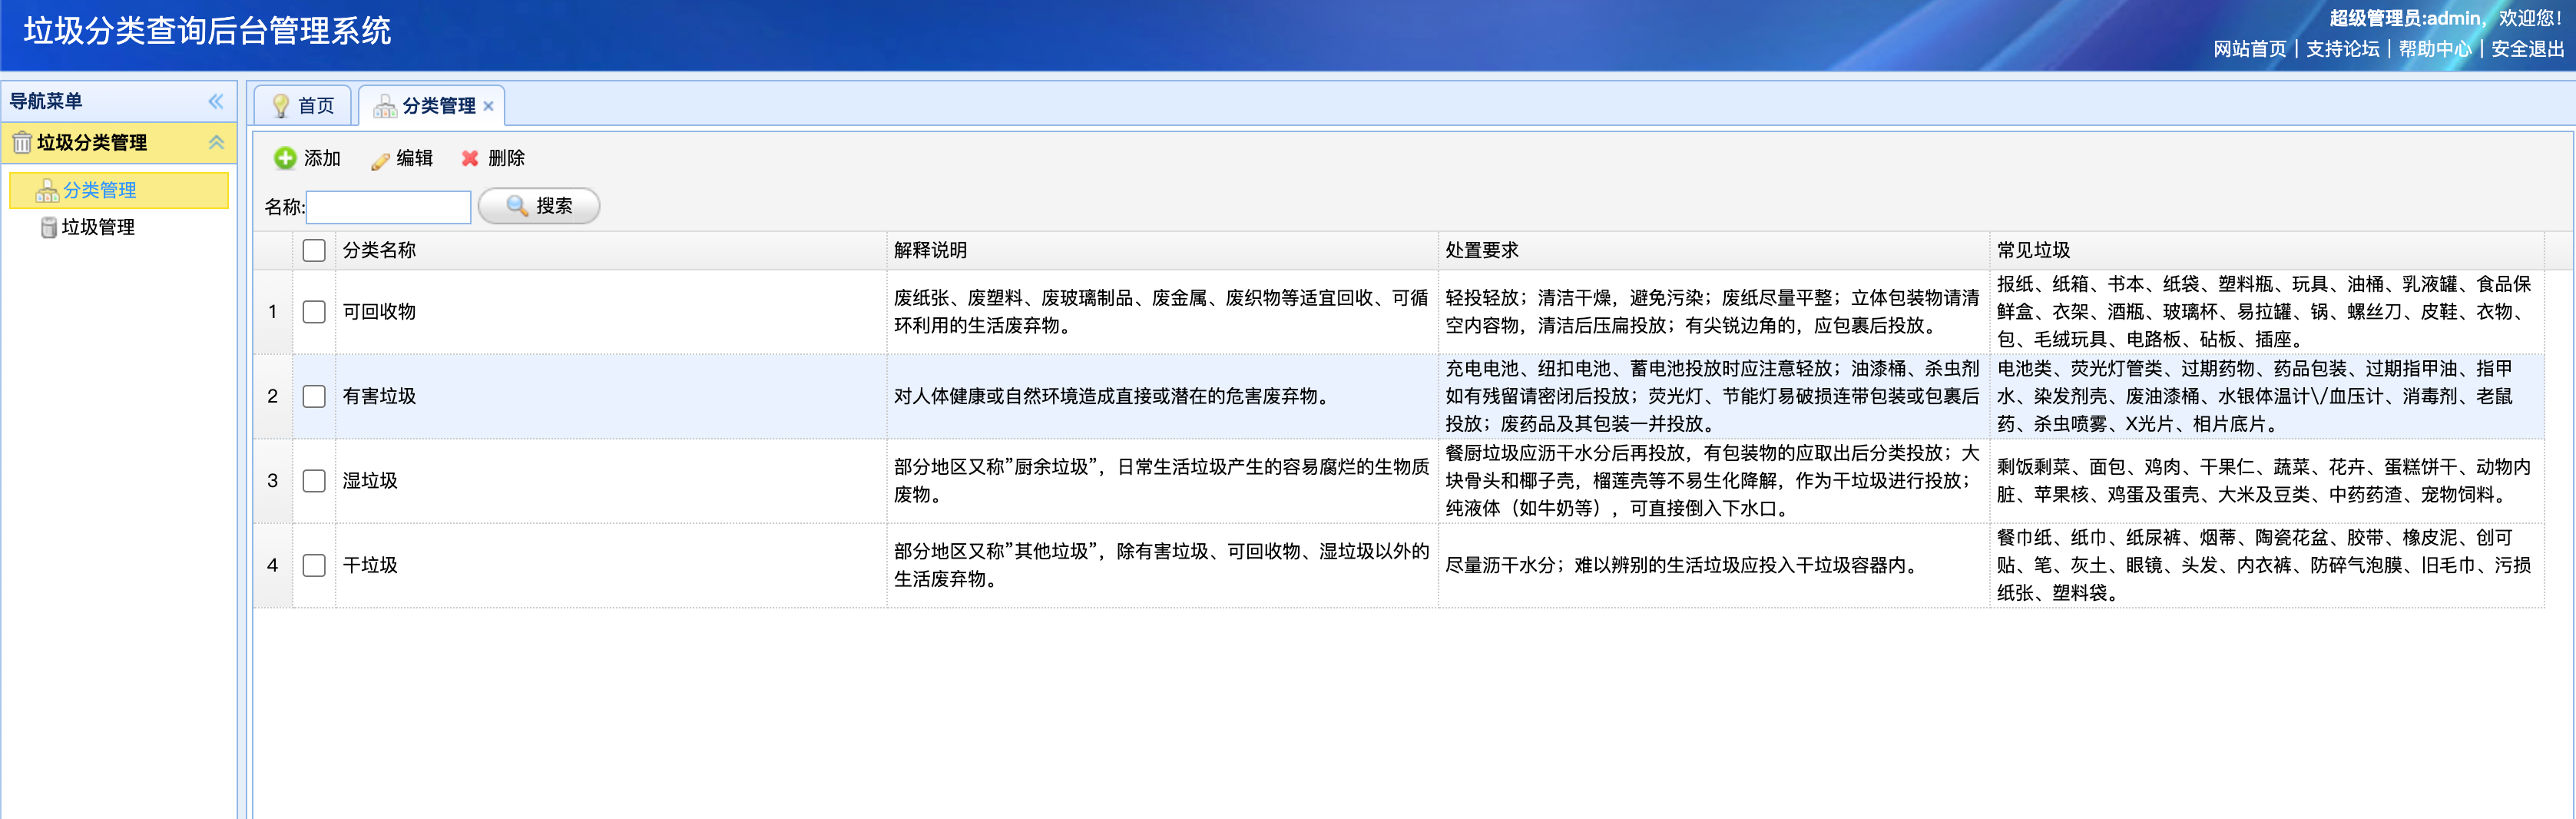 垃圾分类查询后台管理系统
超级管理员:admin，欢迎您！
网站首页 | 支持论坛 | 帮助中心 | 安全退出
导航菜单
垃圾分类管理
分类管理
垃圾管理
首页
分类管理
添加 编辑 删除
名称: 搜索
分类名称 解释说明 处置要求 常见垃圾
1 可回收物
废纸张、废塑料、废玻璃制品、废金属、废织物等适宜回收、可循
环利用的生活废弃物。
轻投轻放；清洁干燥，避免污染；废纸尽量平整；立体包装物请清
空内容物，清洁后压扁投放；有尖锐边角的，应包裹后投放。
报纸、纸箱、书本、纸袋、塑料瓶、玩具、油桶、乳液罐、食品保
鲜盒、衣架、酒瓶、玻璃杯、易拉罐、锅、螺丝刀、皮鞋、衣物、
包、毛绒玩具、电路板、砧板、插座。
2 有害垃圾
对人体健康或自然环境造成直接或潜在的危害废弃物。
充电电池、纽扣电池、蓄电池投放时应注意轻放；油漆桶、杀虫剂
如有残留请密闭后投放；荧光灯、节能灯易破损连带包装或包裹后
投放；废药品及其包装一并投放。
电池类、荧光灯管类、过期药物、药品包装、过期指甲油、指甲
水、染发剂壳、废油漆桶、水银体温计\/血压计、消毒剂、老鼠
药、杀虫喷雾、X光片、相片底片。
3 湿垃圾
部分地区又称”厨余垃圾”，日常生活垃圾产生的容易腐烂的生物质
废物。
餐厨垃圾应沥干水分后再投放，有包装物的应取出后分类投放；大
块骨头和椰子壳，榴莲壳等不易生化降解，作为干垃圾进行投放；
纯液体（如牛奶等），可直接倒入下水口。
剩饭剩菜、面包、鸡肉、干果仁、蔬菜、花卉、蛋糕饼干、动物内
脏、苹果核、鸡蛋及蛋壳、大米及豆类、中药药渣、宠物饲料。
4 干垃圾
部分地区又称”其他垃圾”，除有害垃圾、可回收物、湿垃圾以外的
生活废弃物。
尽量沥干水分；难以辨别的生活垃圾应投入干垃圾容器内。
餐巾纸、纸巾、纸尿裤、烟蒂、陶瓷花盆、胶带、橡皮泥、创可
贴、笔、灰土、眼镜、头发、内衣裤、防碎气泡膜、旧毛巾、污损
纸张、塑料袋。